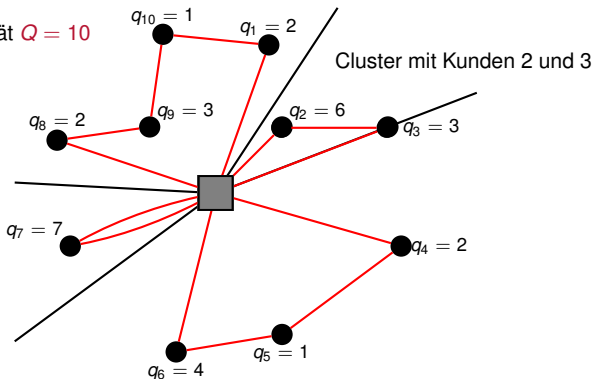 q₁₀ = 1
q₁ = 2
ät Q = 10
Cluster mit Kunden 2 und 3
q₉ = 3
q₂ = 6
q₈ = 2
q₃ = 3
q₇ = 7
q₄ = 2
q₅ = 1
q₆ = 4